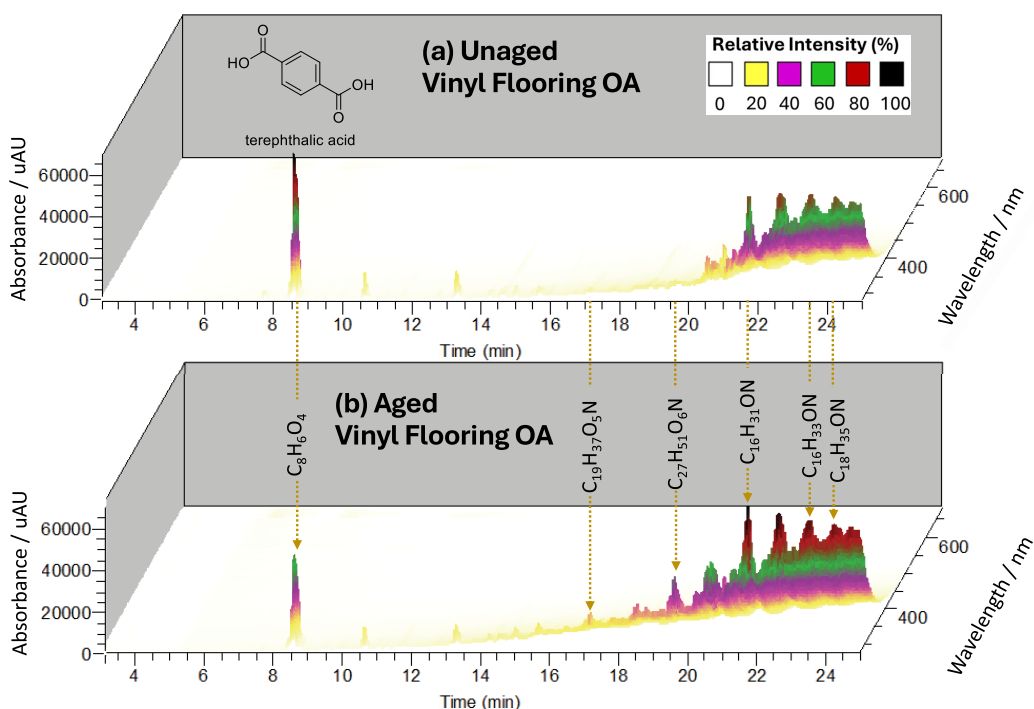 (a) Unaged
Vinyl Flooring OA
O
HO
OH
O
terephthalic acid
Relative Intensity (%)
0 20 40 60 80 100
Absorbance / uAU
60000
40000
20000
0
4 6 8 10 12 14 16 18 20 22 24
Time (min)
600
400
Wavelength / nm
(b) Aged
Vinyl Flooring OA
C₈H₆O₄
C₁₉H₃₇O₅N
C₂₇H₅₁O₆N
C₁₆H₃₁ON
C₁₆H₃₃ON
C₁₈H₃₅ON
Absorbance / uAU
60000
40000
20000
0
4 6 8 10 12 14 16 18 20 22 24
Time (min)
600
400
Wavelength / nm